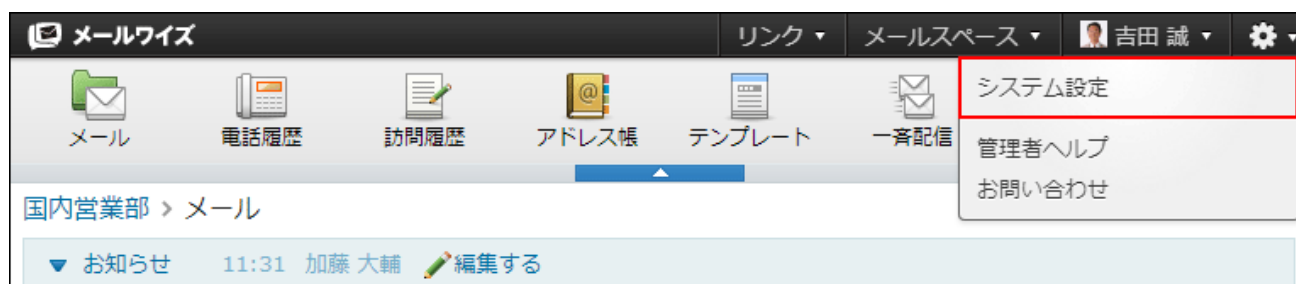 メールワイズ リンク メールスペース 吉田 誠
メール 電話履歴 訪問履歴 アドレス帳 テンプレート 一斉配信
システム設定
管理者ヘルプ
お問い合わせ
国内営業部 > メール
お知らせ 11:31 加藤 大輔 編集する